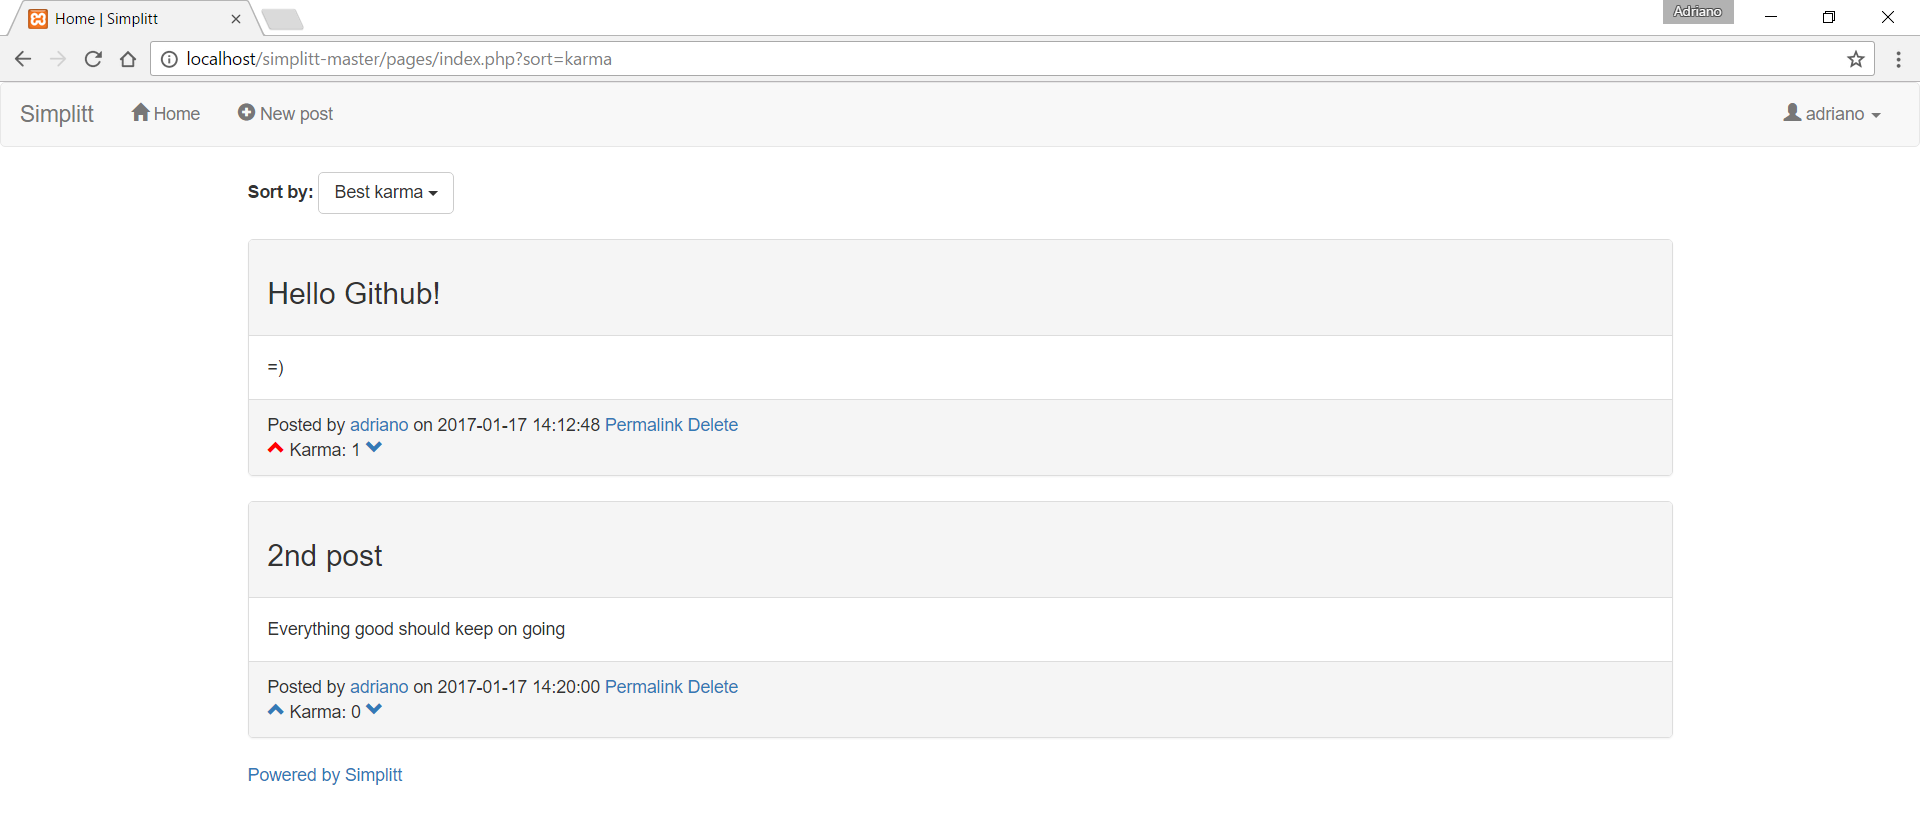 Home | Simplitt
Adriano
localhost/simplitt-master/pages/index.php?sort=karma
Simplitt Home New post adriano
Sort by: Best karma
Hello Github!
=)
Posted by adriano on 2017-01-17 14:12:48 Permalink Delete
Karma: 1
2nd post
Everything good should keep on going
Posted by adriano on 2017-01-17 14:20:00 Permalink Delete
Karma: 0
Powered by Simplitt